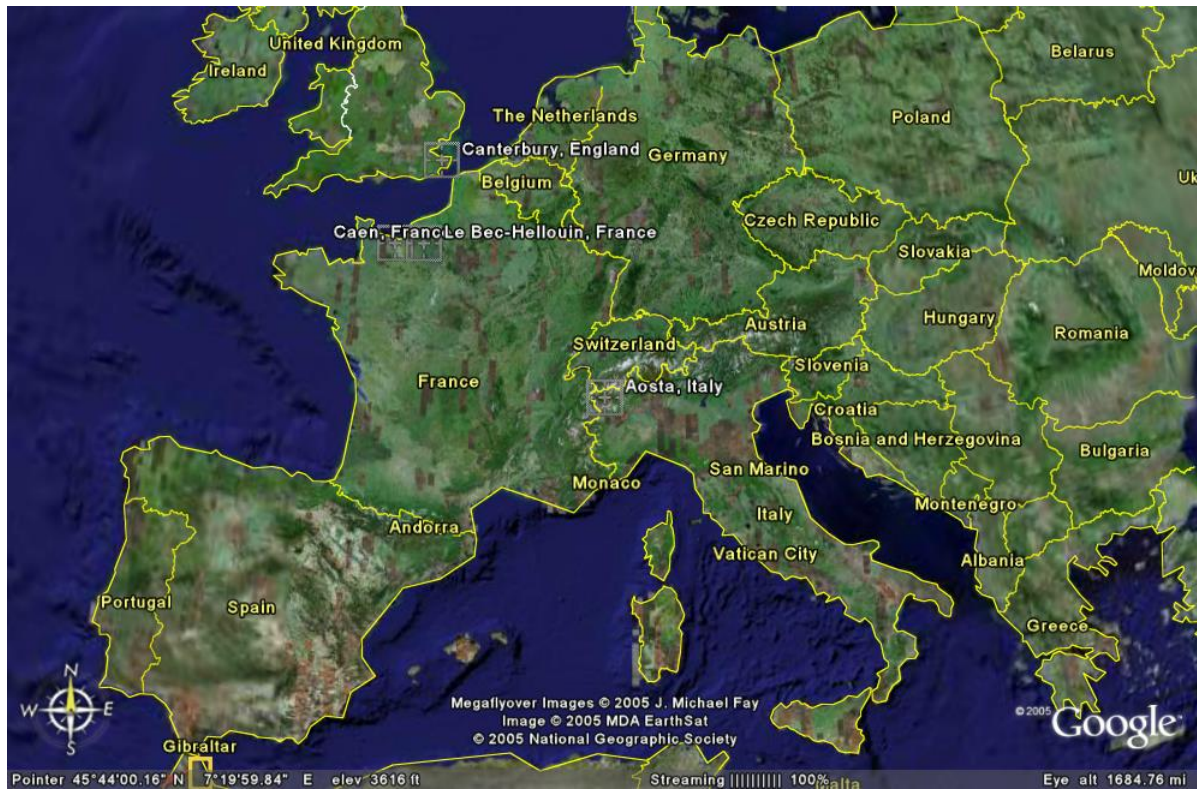 United Kingdom
Ireland
Belarus
The Netherlands
Poland
Canterbury, England
Germany
Belgium
Uk
Czech Republic
Caen, Franc
Le Bec-Hellouin, France
Slovakia
Moldov
Hungary
Austria
Romania
Switzerland
Slovenia
France
Aosta, Italy
Croatia
Bosnia and Herzegovina
Bulgaria
San Marino
Monaco
Montenegro
Italy
Andorra
Vatican City
Albania
Portugal
Spain
Greece
N
W E
S
Megaflyover Images © 2005 J. Michael Fay
Image © 2005 MDA EarthSat
© 2005 National Geographic Society
© 2005 Google
Gibraltar
Pointer 45°44'00.16" N 7°19'59.84" E elev 3616 ft Streaming |||||||||| 100% Eye alt 1684.76 mi
alta